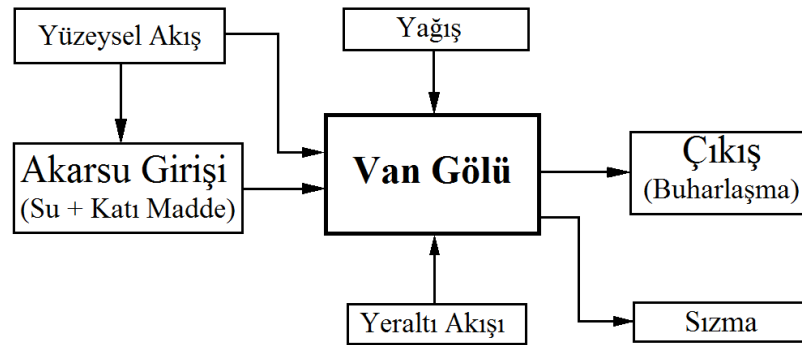 Yüzeysel Akış
Yağış
Akarsu Girişi
(Su + Katı Madde)
Van Gölü
Çıkış
(Buharlaşma)
Yeraltı Akışı
Sızma